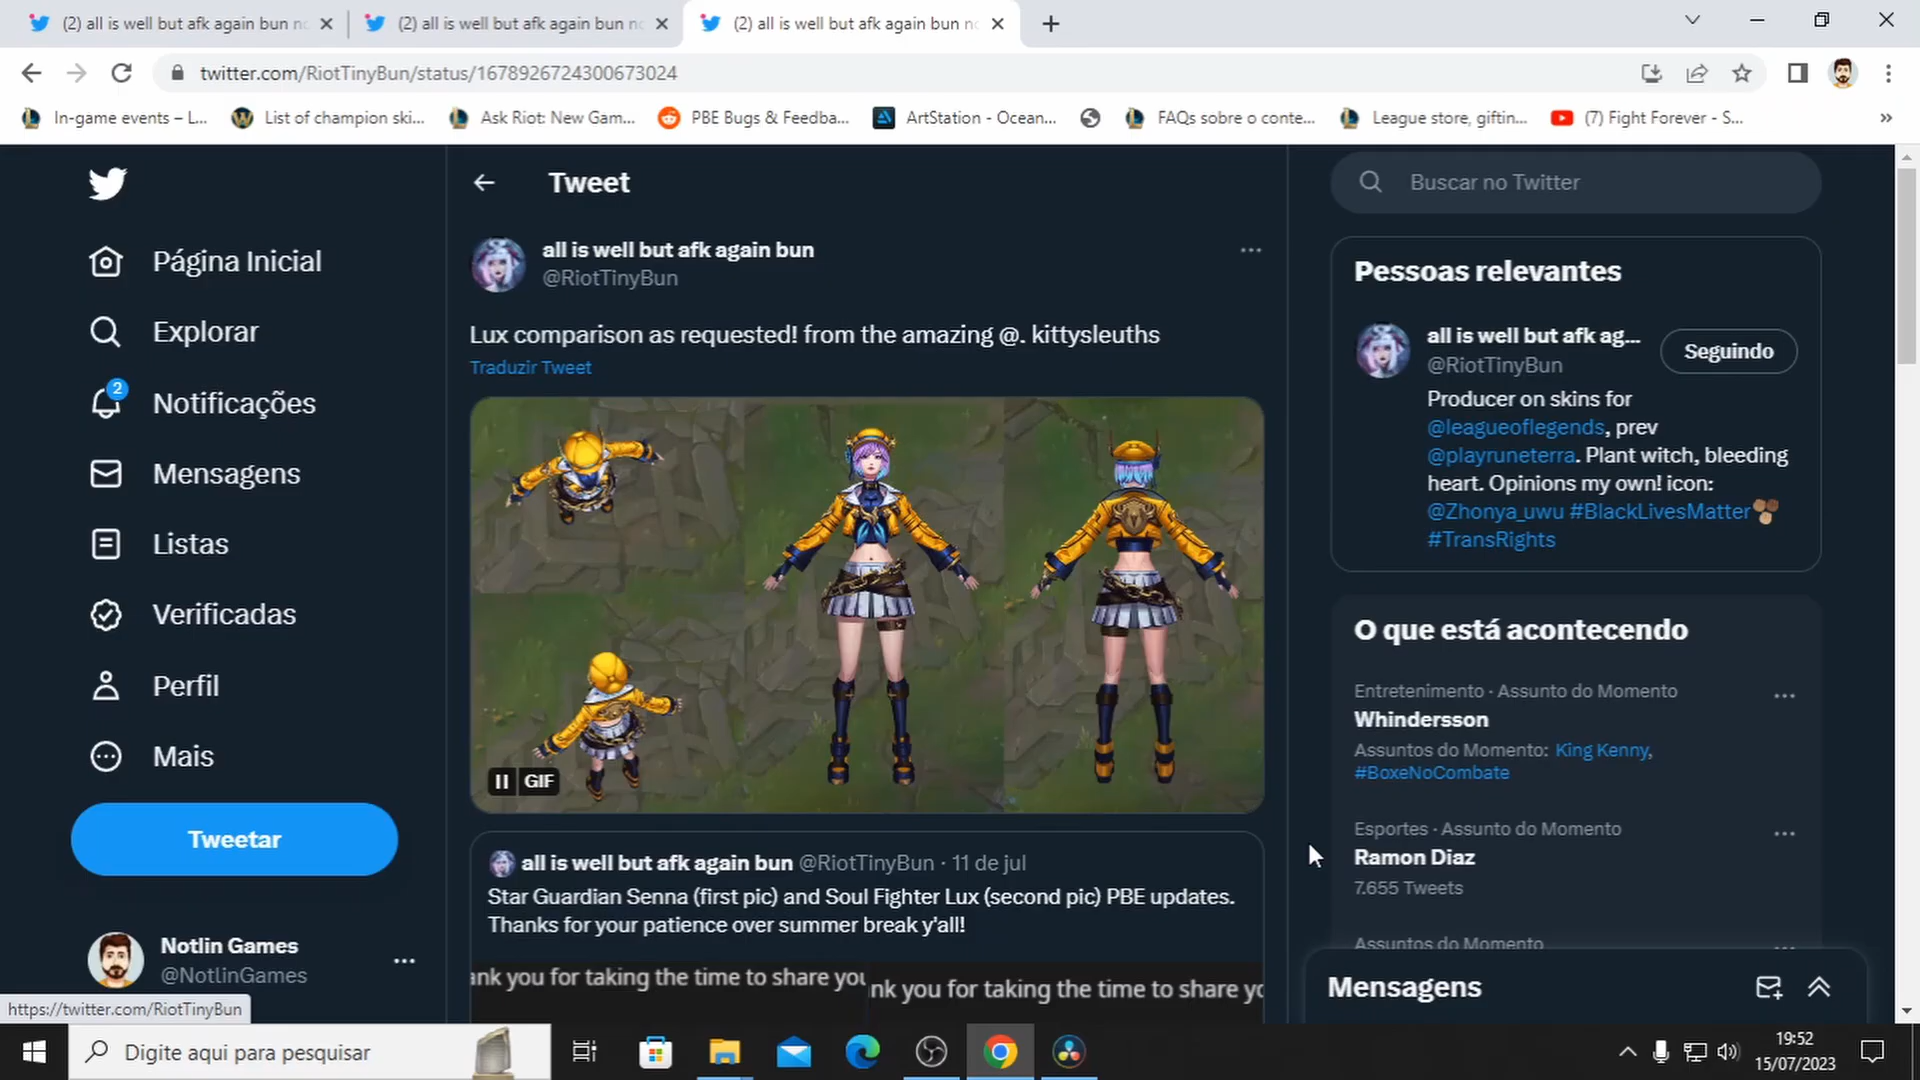 (2) all is well but afk again bun no
(2) all is well but afk again bun no
(2) all is well but afk again bun no
twitter.com/RiotTinyBun/status/1678926724300673024
In-game events – L...
List of champion ski...
Ask Riot: New Gam...
PBE Bugs & Feedba...
ArtStation - Ocean...
FAQs sobre o conte...
League store, giftin...
(7) Fight Forever - S...
»
Página Inicial
Explorar
2
Notificações
Mensagens
Listas
Verificadas
Perfil
Mais
Tweetar
Notlin Games
@NotlinGames
https://twitter.com/RiotTinyBun
Tweet
all is well but afk again bun
@RiotTinyBun
Lux comparison as requested! from the amazing @. kittysleuths
Traduzir Tweet
GIF
all is well but afk again bun @RiotTinyBun · 11 de jul
Star Guardian Senna (first pic) and Soul Fighter Lux (second pic) PBE updates.
Thanks for your patience over summer break y'all!
ank you for taking the time to share you
nk you for taking the time to share yo
Buscar no Twitter
Pessoas relevantes
all is well but afk ag...
@RiotTinyBun
Seguindo
Producer on skins for
@leagueoflegends, prev
@playruneterra. Plant witch, bleeding
heart. Opinions my own! icon:
@Zhonya_uwu #BlackLivesMatter
#TransRights
O que está acontecendo
Entretenimento · Assunto do Momento
Whindersson
Assuntos do Momento: King Kenny,
#BoxeNoCombate
Esportes · Assunto do Momento
Ramon Diaz
7.655 Tweets
Assuntos do Momento
Mensagens
Digite aqui para pesquisar
19:52
15/07/2023